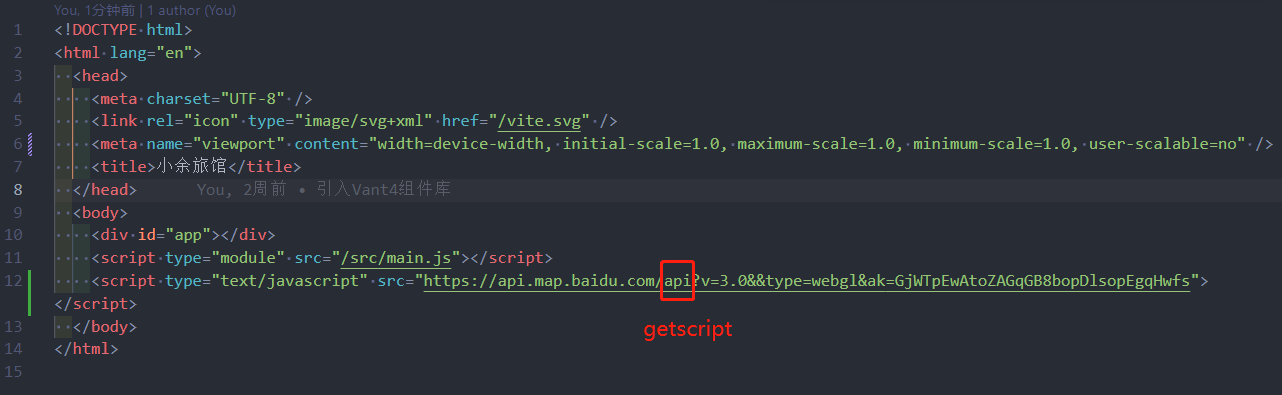 You, 1分钟前 | 1 author (You)
1 <!DOCTYPE html>
2 <html lang="en">
3 <head>
4 <meta charset="UTF-8" />
5 <link rel="icon" type="image/svg+xml" href="/vite.svg" />
6 <meta name="viewport" content="width=device-width, initial-scale=1.0, maximum-scale=1.0, minimum-scale=1.0, user-scalable=no" />
7 <title>小余旅馆</title>
8 </head> You, 2周前 • 引入Vant4组件库
9 <body>
10 <div id="app"></div>
11 <script type="module" src="/src/main.js"></script>
12 <script type="text/javascript" src="https://api.map.baidu.com/api?v=3.0&&type=webgl&ak=GjWTpEwAtoZAGqGB8bopDlsopEgqHwfs">
</script>
13 </body>
getscript
14 </html>
15